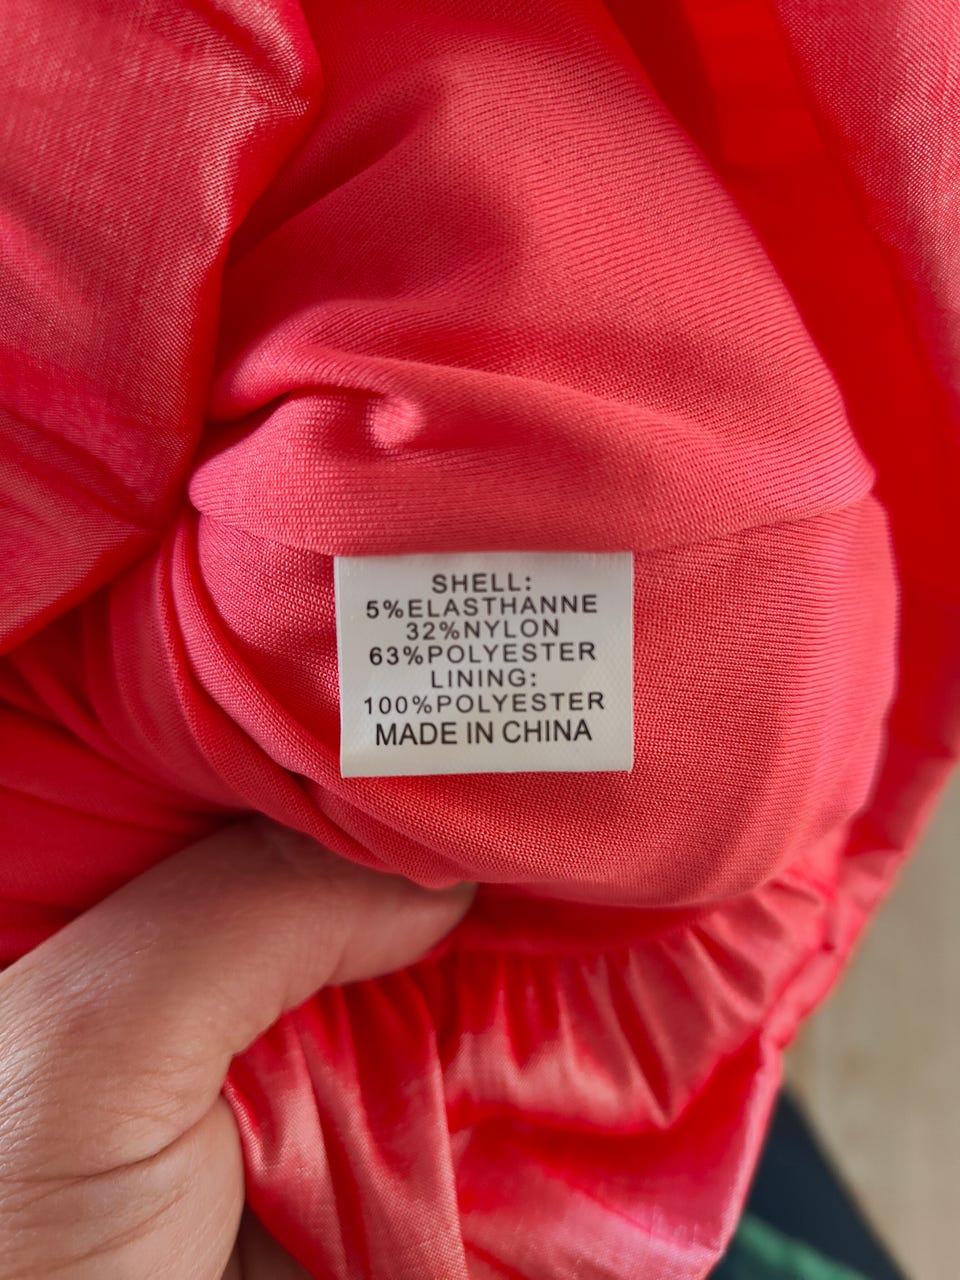 SHELL:
5%ELASTHANNE
32%NYLON
63%POLYESTER
LINING:
100%POLYESTER
MADE IN CHINA